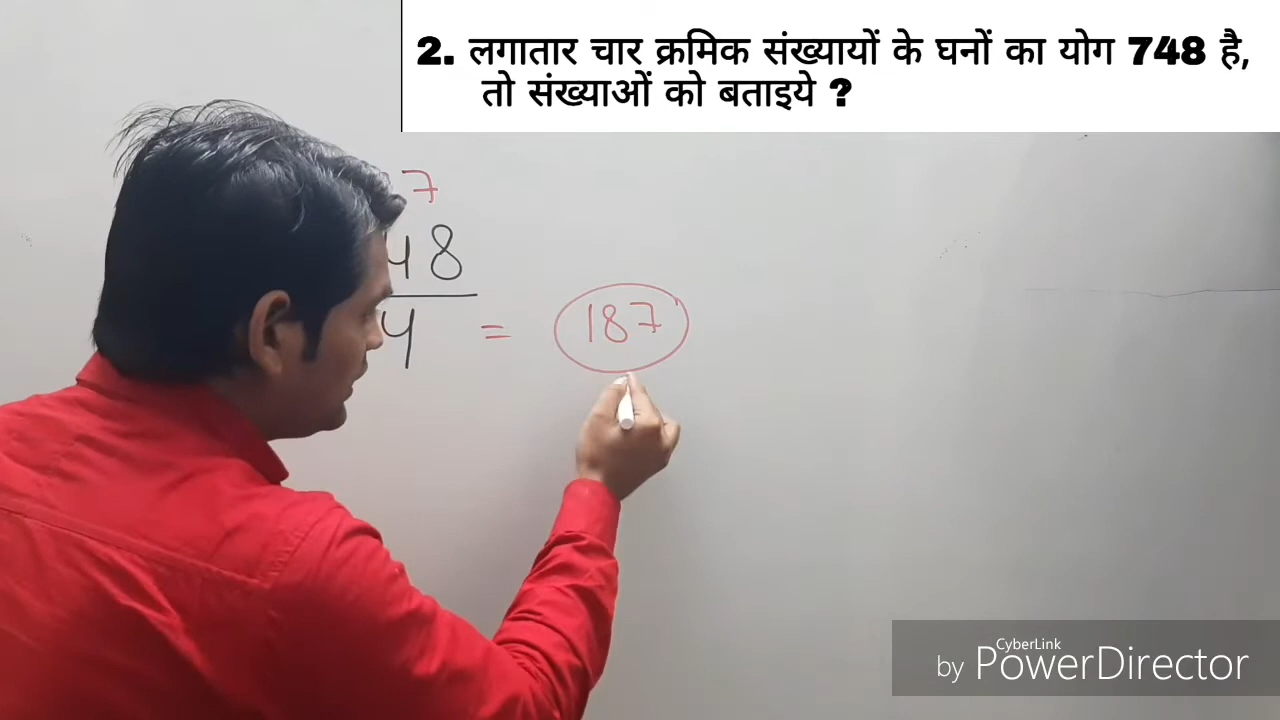 2. लगातार चार क्रमिक संख्यायों के घनों का योग 748 है,
तो संख्याओं को बताइये ?
7
48
4 = 187
CyberLink
by PowerDirector